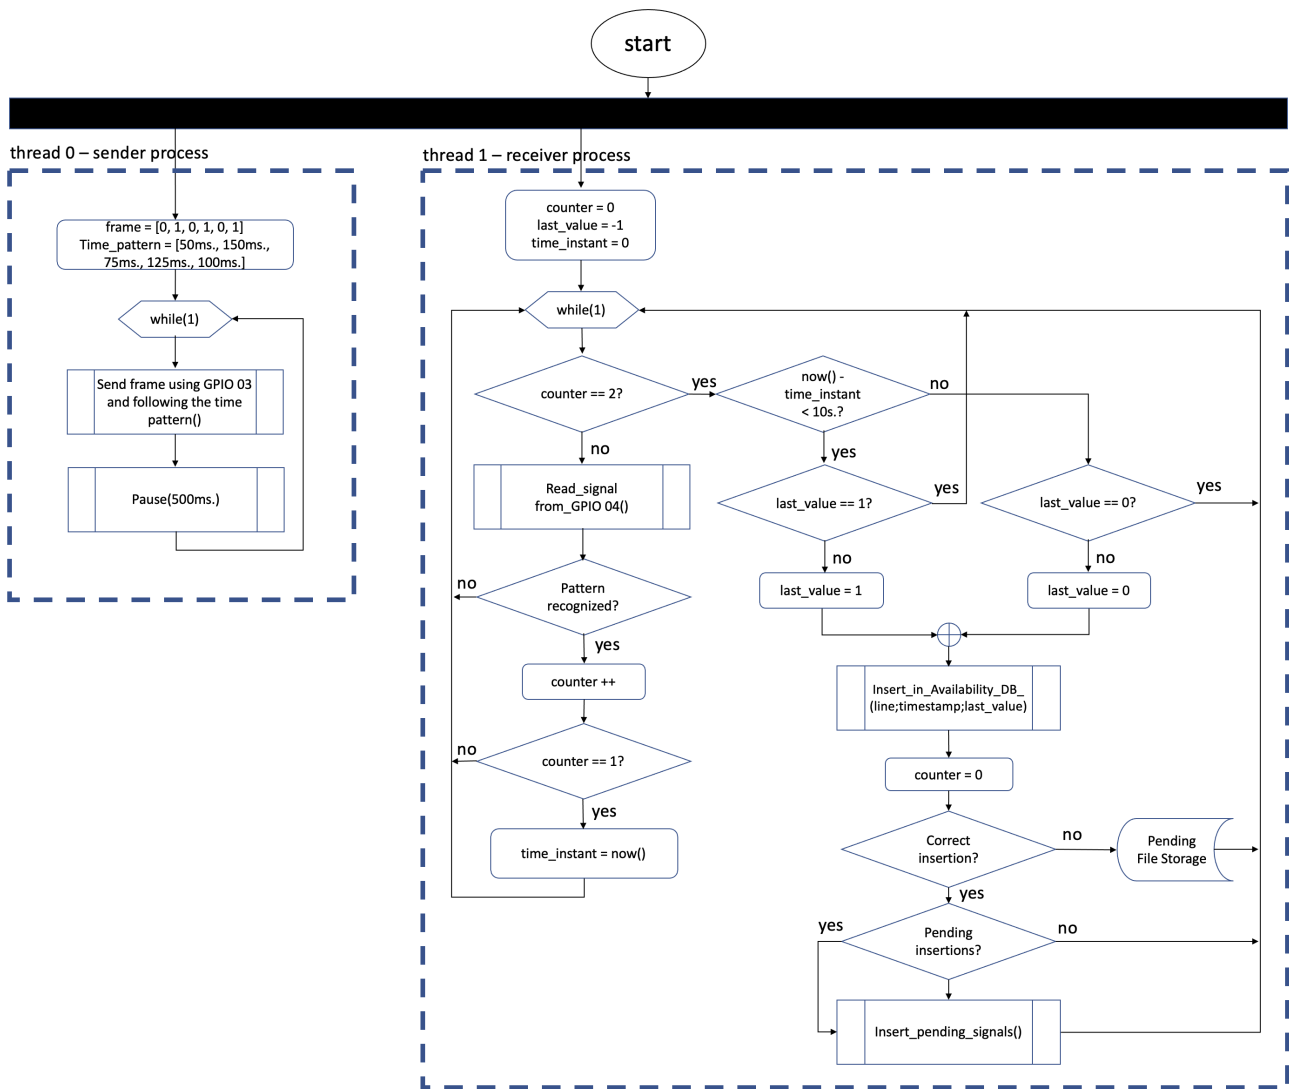 start
thread 0 – sender process
frame = [0, 1, 0, 1, 0, 1]
Time_pattern = [50ms., 150ms.,
75ms., 125ms., 100ms.]
while(1)
Send frame using GPIO 03
and following the time
pattern()
Pause(500ms.)
thread 1 – receiver process
counter = 0
last_value = -1
time_instant = 0
while(1)
counter == 2?
yes
no
now() -
time_instant
< 10s.?
no
yes
Read_signal
from_GPIO 04()
last_value == 1?
yes
no
last_value == 0?
yes
no
Pattern
recognized?
no
yes
last_value = 1
last_value = 0
counter ++
Insert_in_Availability_DB_
(line;timestamp;last_value)
counter == 1?
no
yes
counter = 0
time_instant = now()
Correct
insertion?
no
yes
Pending
File Storage
Pending
insertions?
yes
no
Insert_pending_signals()